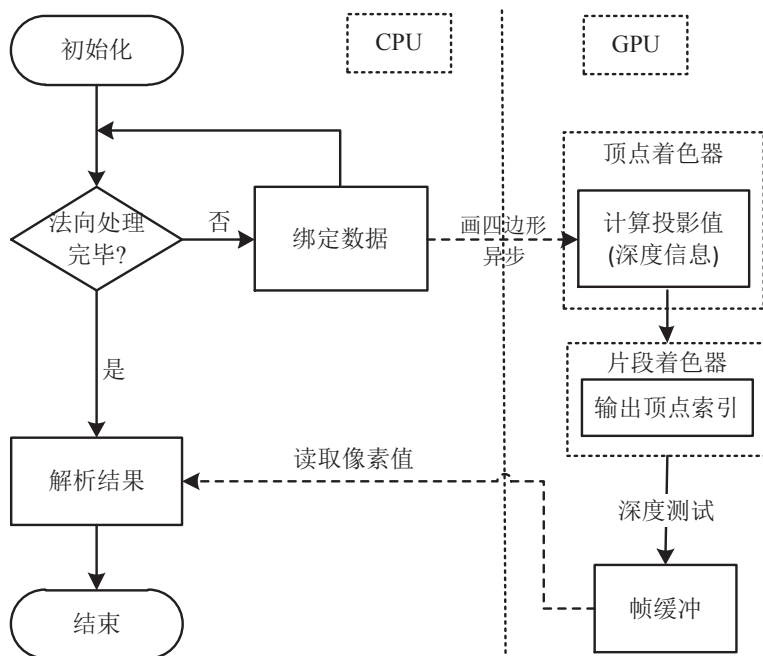 初始化
CPU
GPU
顶点着色器
法向处理
完毕?
否
绑定数据
画四边形
异步
计算投影值
(深度信息)
是
片段着色器
输出顶点索引
解析结果
读取像素值
深度测试
结束
帧缓冲